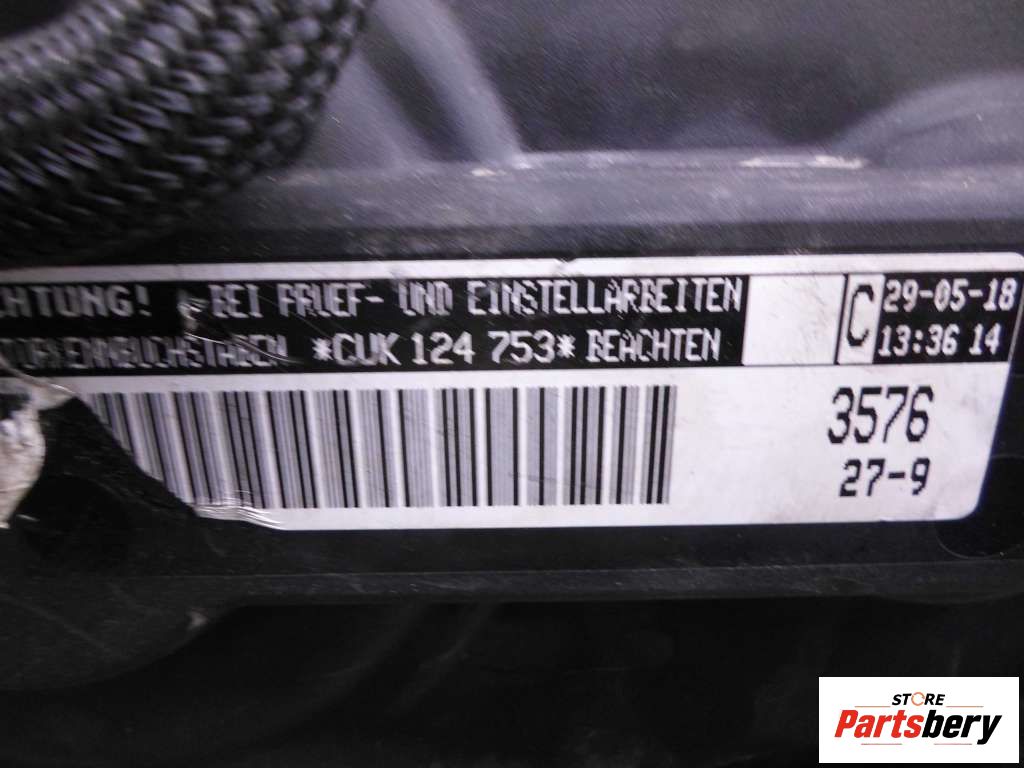 CHTUNG! -BEI PRUEF- UND EINSTELLARBEITEN
*CUK 124 753* BEACHTEN
C
29-05-18
13:36 14
3576
27-9
STORE
Partsbery